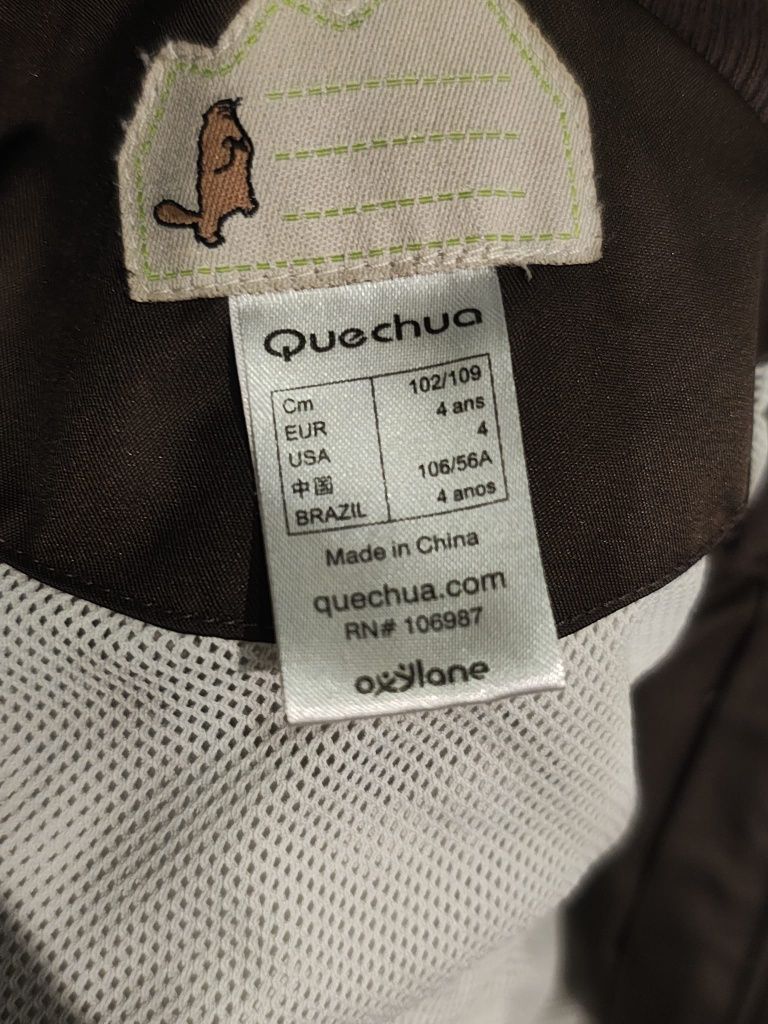 Quechua
Cm 102/109
EUR 4 ans
USA 4
中国 106/56A
BRAZIL 4 anos
Made in China
quechua.com
RN# 106987
oxylane